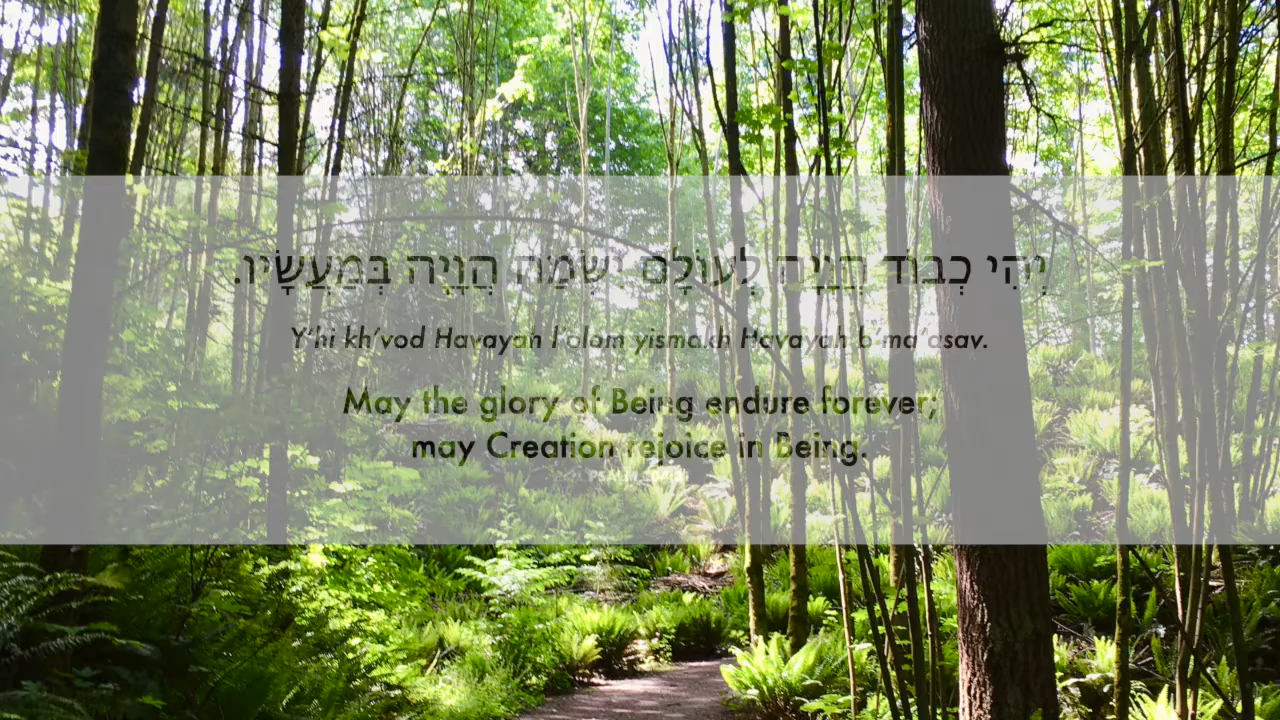 יְהִי כְבוֹד הֲוָיָה לְעוֹלָם יִשְׂמַח הֲוָיָה בְּמַעֲשָׂיו.
Y’hi kh’vod Havayah l’olam yismakh Havayah b’ma’asav.
May the glory of Being endure forever;
may Creation rejoice in Being.
PSALM